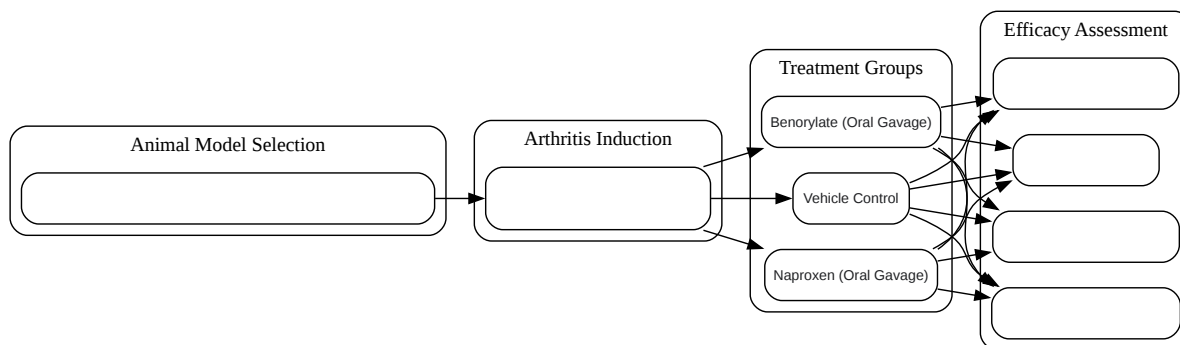 Efficacy Assessment
Treatment Groups
Benorylate (Oral Gavage)
Animal Model Selection
Arthritis Induction
Vehicle Control
Naproxen (Oral Gavage)